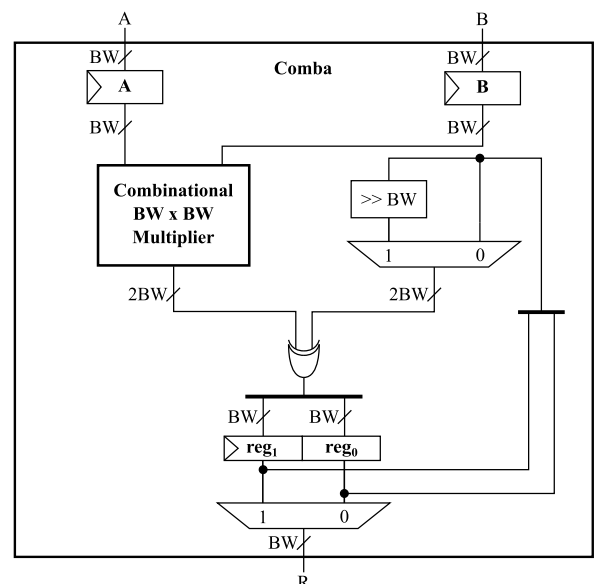 A
B
BW
Comba
BW
A
B
BW
BW
Combinational
BW x BW
Multiplier
>> BW
1
0
2BW
2BW
BW
BW
reg1
reg0
1
0
BW
R